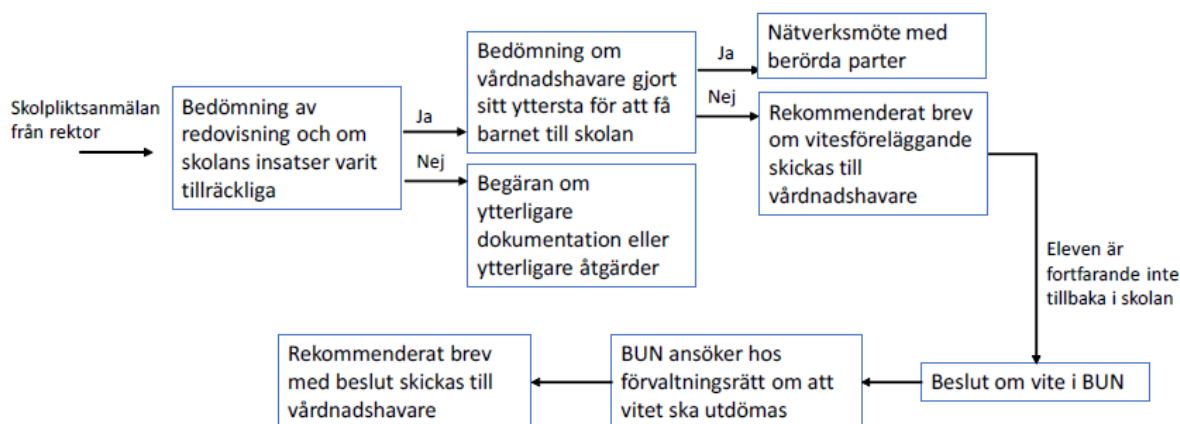 Skolpliktsanmälan
från rektor
Bedömning av
redovisning och om
skolans insatser varit
tillräckliga
Ja
Nej
Bedömning om
vårdnadshavare gjort
sitt yttersta för att få
barnet till skolan
Begäran om
ytterligare
dokumentation eller
ytterligare åtgärder
Ja
Nej
Nätverksmöte med
berörda parter
Rekommenderat brev
om vitesföreläggande
skickas till
vårdnadshavare
Eleven är
fortfarande inte
tillbaka i skolan
Beslut om vite i BUN
BUN ansöker hos
förvaltningsrätt om att
vitet ska utdömas
Rekommenderat brev
med beslut skickas till
vårdnadshavare